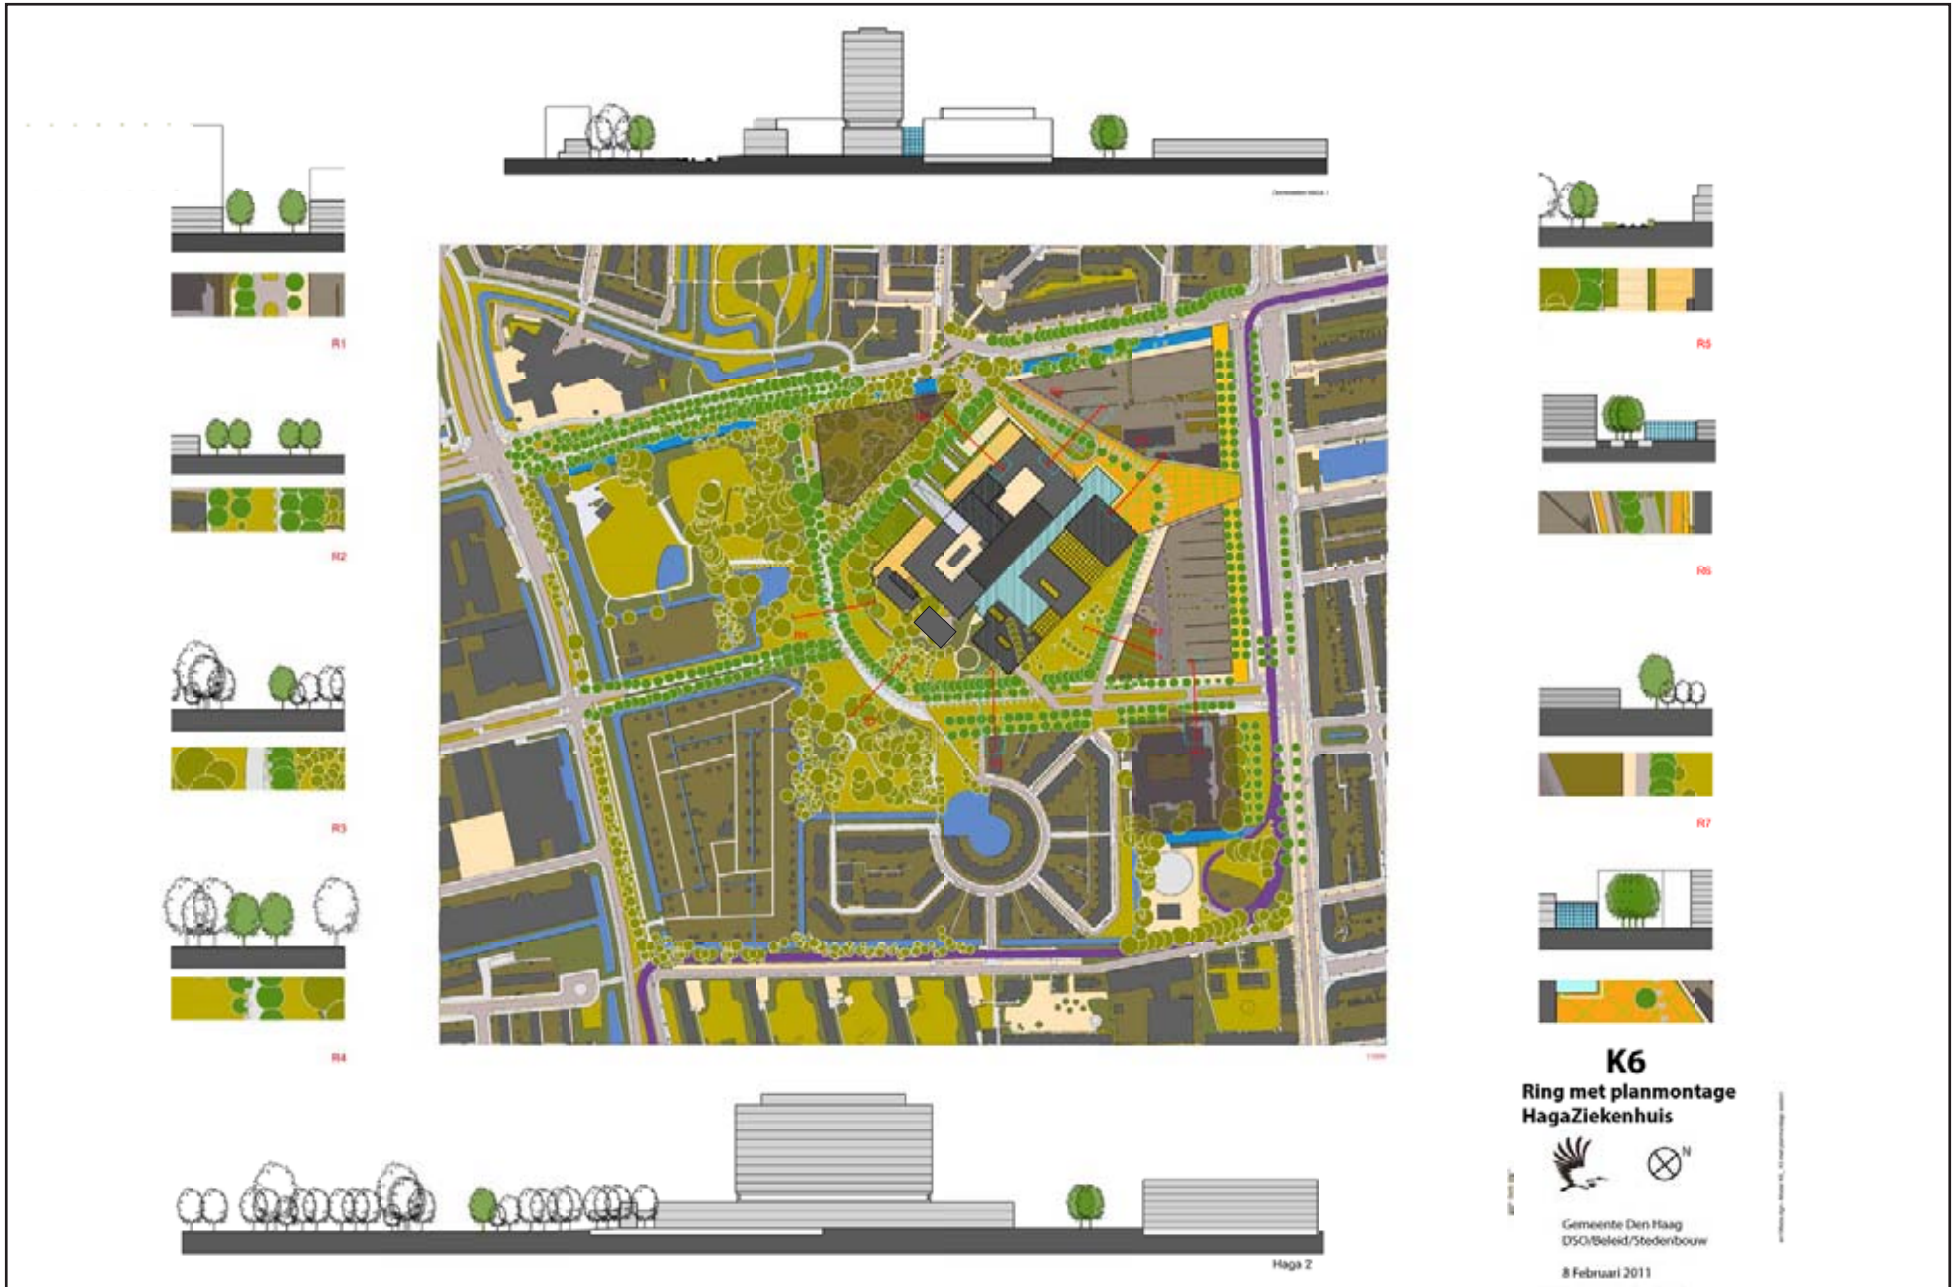 R1
R2
R3
R4
R5
R6
R7
Haga 2
K6
Ring met planmontage
HagaZiekenhuis
N
Gemeente Den Haag
DSO/Beleid/Stedenbouw
8 Februari 2011